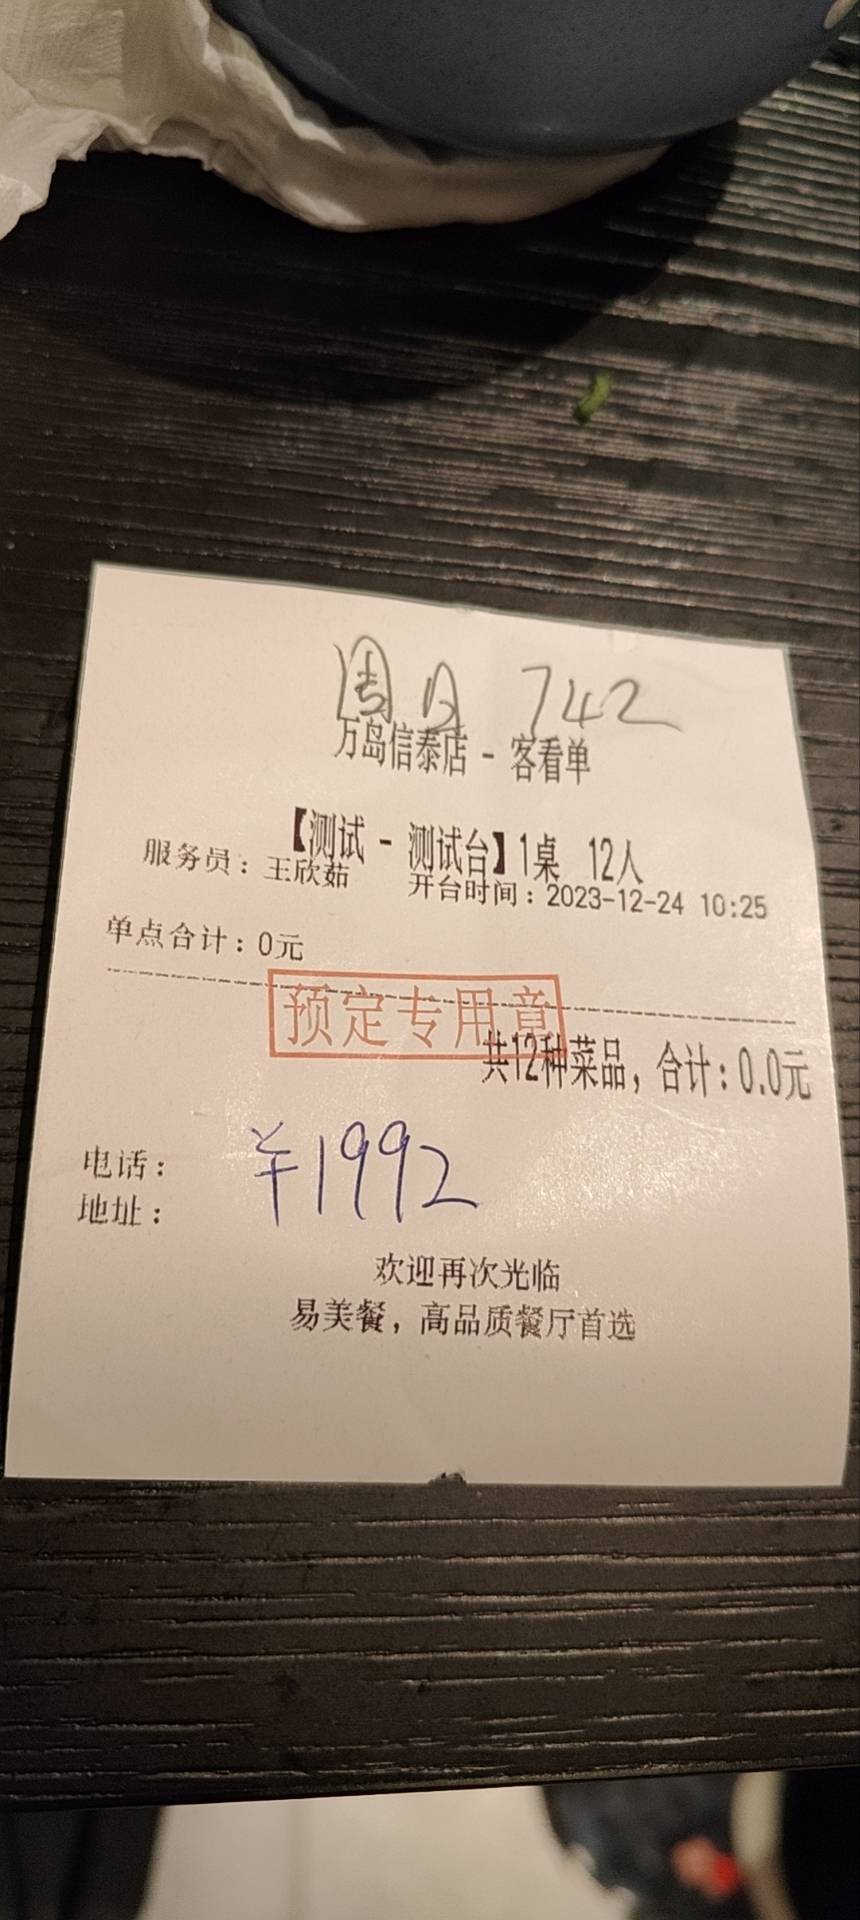 周日 742
万岛信泰店 - 客看单
【测试 - 测试台】1桌 12人
服务员：王欣茹 开台时间：2023-12-24 10:25
单点合计：0元
预定专用章
共12种菜品，合计：0.0元
电话：
¥1992
地址：
欢迎再次光临
易美餐，高品质餐厅首选